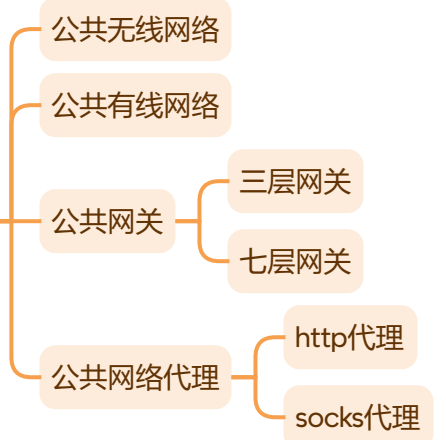 公共无线网络
公共有线网络
公共网关
三层网关
七层网关
公共网络代理
http代理
socks代理